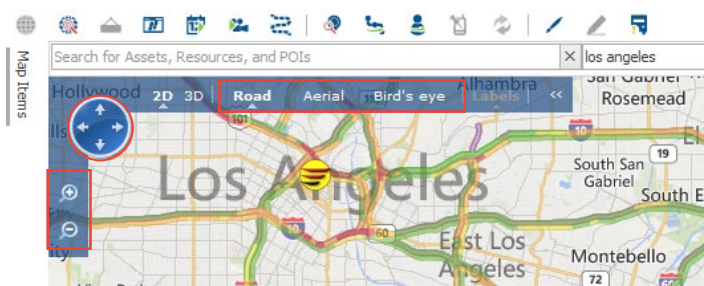 Search for Assets, Resources, and POIs
los angeles
Map Items
Hollywood
2D 3D Road Aerial Bird's eye Labels <<
Alhambra
San Gabriel
Rosemead
101
10
19
South San
Gabriel
South E
Los Angeles
10
60
East Los
Angeles
Montebello
72